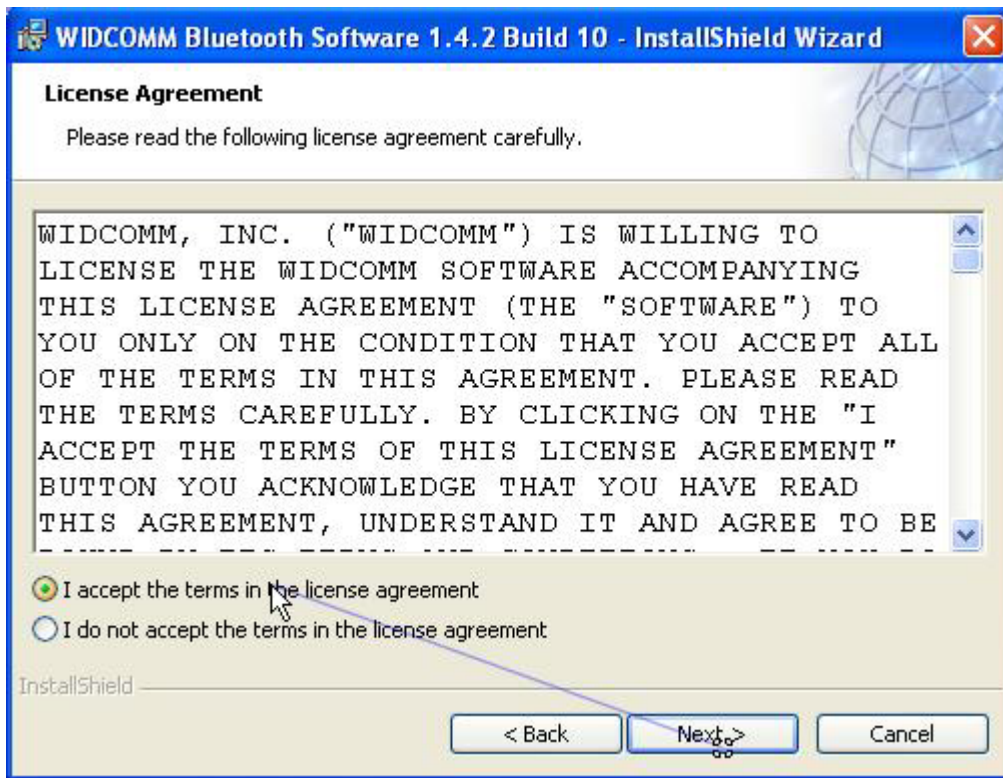 WIDCOMM Bluetooth Software 1.4.2 Build 10 - InstallShield Wizard
License Agreement
Please read the following license agreement carefully.
WIDCOMM, INC. ("WIDCOMM") IS WILLING TO
LICENSE THE WIDCOMM SOFTWARE ACCOMPANYING
THIS LICENSE AGREEMENT (THE "SOFTWARE") TO
YOU ONLY ON THE CONDITION THAT YOU ACCEPT ALL
OF THE TERMS IN THIS AGREEMENT. PLEASE READ
THE TERMS CAREFULLY. BY CLICKING ON THE "I
ACCEPT THE TERMS OF THIS LICENSE AGREEMENT"
BUTTON YOU ACKNOWLEDGE THAT YOU HAVE READ
THIS AGREEMENT, UNDERSTAND IT AND AGREE TO BE
I accept the terms in the license agreement
I do not accept the terms in the license agreement
InstallShield
< Back Next > Cancel